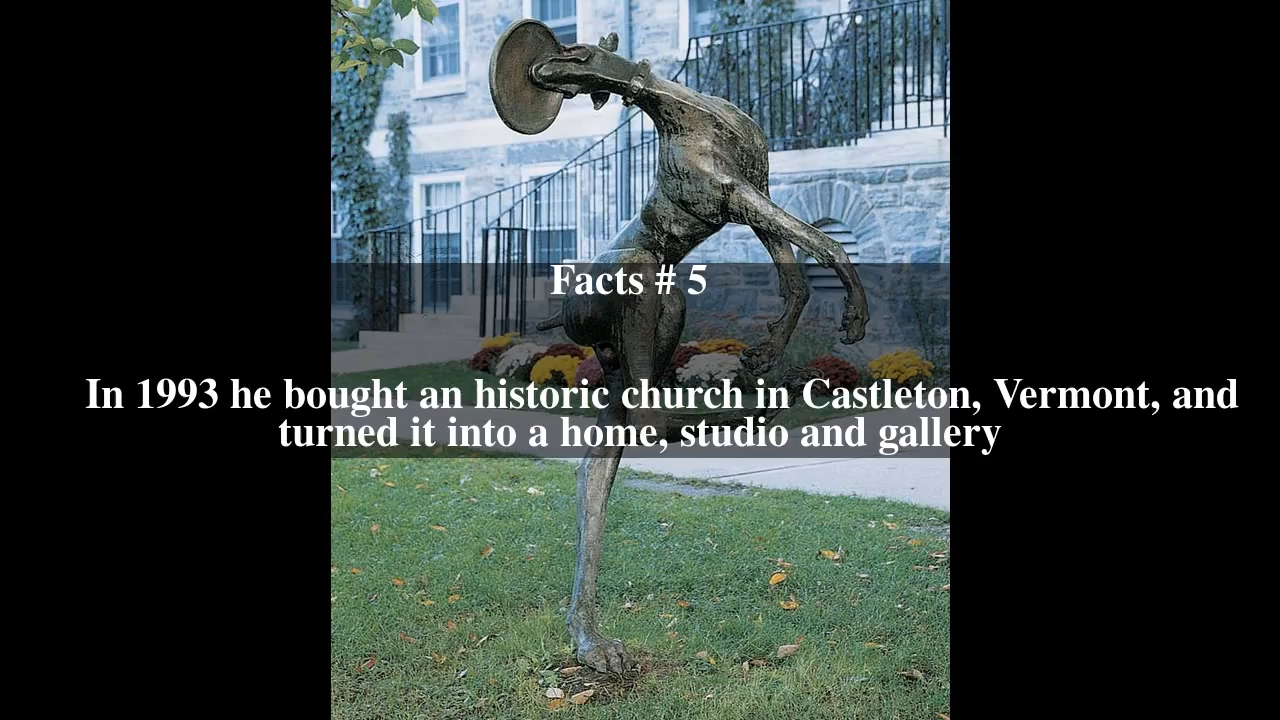 Facts # 5
In 1993 he bought an historic church in Castleton, Vermont, and
turned it into a home, studio and gallery